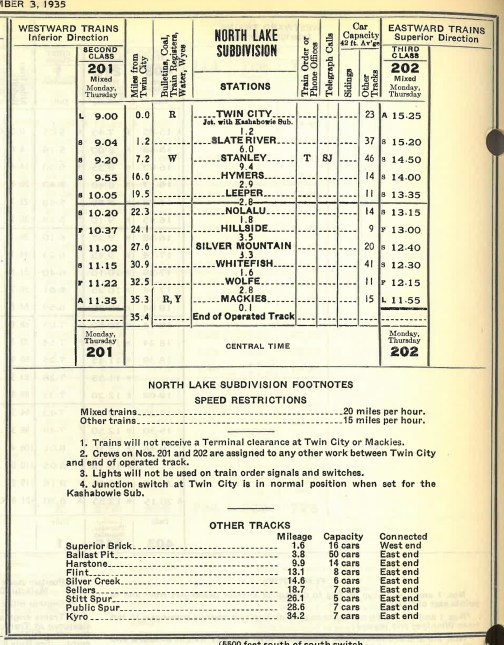 MBER 3, 1935
WESTWARD TRAINS Inferior Direction
NORTH LAKE SUBDIVISION
EASTWARD TRAINS Superior Direction
SECOND CLASS 201 Mixed Monday, Thursday
Miles from Twin City
Bulletins, Coal, Train Registers, Water, Wyes
STATIONS
Train Order or Phone Offices
Telegraph Calls
Car Capacity 42 ft. Av'ge
Sidings
Other Tracks
THIRD CLASS 202 Mixed Monday, Thursday
L 9.00 0.0 R TWIN CITY 23 A 15.25
Jct. with Kashabowie Sub.
1.2
S 9.04 1.2 SLATE RIVER 37 S 15.20
6.0
S 9.20 7.2 W STANLEY T SJ 46 S 14.50
9.4
S 9.55 16.6 HYMERS 14 S 14.00
2.9
S 10.05 19.5 LEEPER 11 S 13.35
2.8
S 10.20 22.3 NOLALU 14 S 13.15
1.8
F 10.37 24.1 HILLSIDE 9 F 13.00
3.5
S 11.02 27.6 SILVER MOUNTAIN 20 S 12.40
3.3
S 11.15 30.9 WHITEFISH 41 S 12.30
1.6
F 11.22 32.5 WOLFE 11 F 12.15
2.8
A 11.35 35.3 R, Y MACKIES 15 L 11.55
0.1
35.4 End of Operated Track
Monday, Thursday 201
CENTRAL TIME
Monday, Thursday 202
NORTH LAKE SUBDIVISION FOOTNOTES
SPEED RESTRICTIONS
Mixed trains 20 miles per hour.
Other trains 15 miles per hour.
1. Trains will not receive a Terminal clearance at Twin City or Mackies.
2. Crews on Nos. 201 and 202 are assigned to any other work between Twin City
and end of operated track.
3. Lights will not be used on train order signals and switches.
4. Junction switch at Twin City is in normal position when set for the
Kashabowie Sub.
OTHER TRACKS
Mileage Capacity Connected
Superior Brick 1.6 16 cars West end
Ballast Pit 3.8 50 cars East end
Harstone 9.9 14 cars East end
Flint 13.1 8 cars East end
Silver Creek 14.6 6 cars East end
Sellers 18.7 7 cars East end
Stitt Spur 26.1 5 cars East end
Public Spur 28.6 7 cars East end
Kyro 34.2 7 cars East end
(5500 feet south of south switch